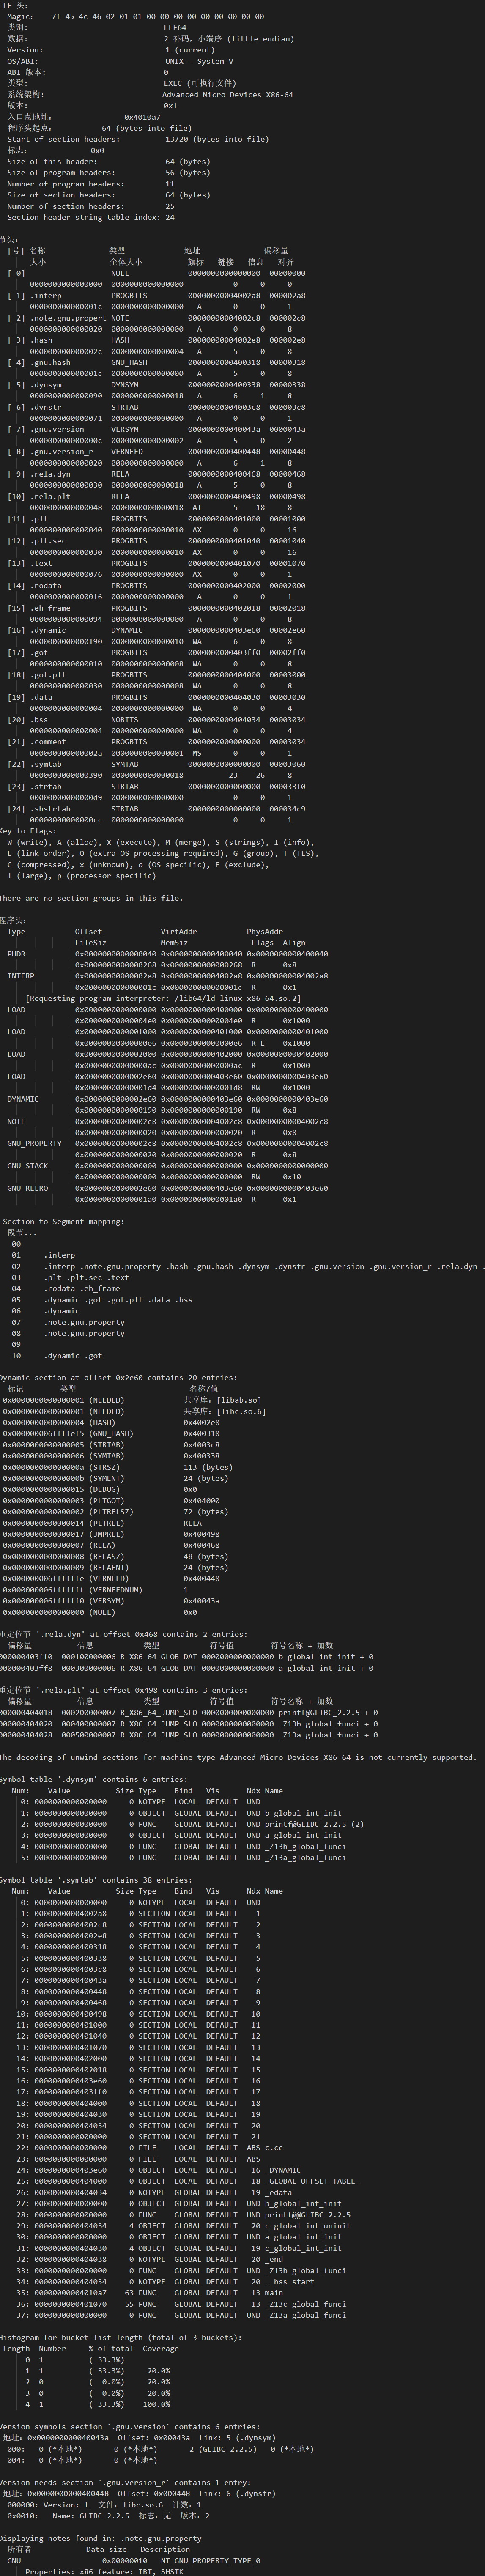 ELF 头：
  Magic：   7f 45 4c 46 02 01 01 00 00 00 00 00 00 00 00 00
  类别:                              ELF64
  数据:                              2 补码，小端序 (little endian)
  Version:                           1 (current)
  OS/ABI:                            UNIX - System V
  ABI 版本:                          0
  类型:                              EXEC (可执行文件)
  系统架构:                          Advanced Micro Devices X86-64
  版本:                              0x1
  入口点地址：               0x4010a7
  程序头起点：          64 (bytes into file)
  Start of section headers:          13720 (bytes into file)
  标志：             0x0
  Size of this header:               64 (bytes)
  Size of program headers:           56 (bytes)
  Number of program headers:         11
  Size of section headers:           64 (bytes)
  Number of section headers:         25
  Section header string table index: 24

节头：
  [号] 名称              类型             地址              偏移量
       大小              全体大小          旗标   链接   信息   对齐
  [ 0]                   NULL             0000000000000000  00000000
       0000000000000000  0000000000000000           0     0     0
  [ 1] .interp           PROGBITS         00000000004002a8  000002a8
       000000000000001c  0000000000000000   A       0     0     1
  [ 2] .note.gnu.propert NOTE             00000000004002c8  000002c8
       0000000000000020  0000000000000000   A       0     0     8
  [ 3] .hash             HASH             00000000004002e8  000002e8
       000000000000002c  0000000000000004   A       5     0     8
  [ 4] .gnu.hash         GNU_HASH         0000000000400318  00000318
       000000000000001c  0000000000000000   A       5     0     8
  [ 5] .dynsym           DYNSYM           0000000000400338  00000338
       0000000000000090  0000000000000018   A       6     1     8
  [ 6] .dynstr           STRTAB           00000000004003c8  000003c8
       0000000000000071  0000000000000000   A       0     0     1
  [ 7] .gnu.version      VERSYM           000000000040043a  0000043a
       000000000000000c  0000000000000002   A       5     0     2
  [ 8] .gnu.version_r    VERNEED          0000000000400448  00000448
       0000000000000020  0000000000000000   A       6     1     8
  [ 9] .rela.dyn         RELA             0000000000400468  00000468
       0000000000000030  0000000000000018   A       5     0     8
  [10] .rela.plt         RELA             0000000000400498  00000498
       0000000000000048  0000000000000018  AI       5    18     8
  [11] .plt              PROGBITS         0000000000401000  00001000
       0000000000000040  0000000000000010  AX       0     0     16
  [12] .plt.sec          PROGBITS         0000000000401040  00001040
       0000000000000030  0000000000000010  AX       0     0     16
  [13] .text             PROGBITS         0000000000401070  00001070
       0000000000000076  0000000000000000  AX       0     0     1
  [14] .rodata           PROGBITS         0000000000402000  00002000
       0000000000000016  0000000000000000   A       0     0     1
  [15] .eh_frame         PROGBITS         0000000000402018  00002018
       0000000000000094  0000000000000000   A       0     0     8
  [16] .dynamic          DYNAMIC          0000000000403e60  00002e60
       0000000000000190  0000000000000010  WA       6     0     8
  [17] .got              PROGBITS         0000000000403ff0  00002ff0
       0000000000000010  0000000000000008  WA       0     0     8
  [18] .got.plt          PROGBITS         0000000000404000  00003000
       0000000000000030  0000000000000008  WA       0     0     8
  [19] .data             PROGBITS         0000000000404030  00003030
       0000000000000004  0000000000000000  WA       0     0     4
  [20] .bss              NOBITS           0000000000404034  00003034
       0000000000000004  0000000000000000  WA       0     0     4
  [21] .comment          PROGBITS         0000000000000000  00003034
       000000000000002a  0000000000000001  MS       0     0     1
  [22] .symtab           SYMTAB           0000000000000000  00003060
       0000000000000390  0000000000000018          23    26     8
  [23] .strtab           STRTAB           0000000000000000  000033f0
       00000000000000d9  0000000000000000           0     0     1
  [24] .shstrtab         STRTAB           0000000000000000  000034c9
       00000000000000cc  0000000000000000           0     0     1
Key to Flags:
  W (write), A (alloc), X (execute), M (merge), S (strings), I (info),
  L (link order), O (extra OS processing required), G (group), T (TLS),
  C (compressed), x (unknown), o (OS specific), E (exclude),
  l (large), p (processor specific)

There are no section groups in this file.

程序头：
  Type           Offset             VirtAddr           PhysAddr
                 FileSiz            MemSiz              Flags  Align
  PHDR           0x0000000000000040 0x0000000000400040 0x0000000000400040
                 0x0000000000000268 0x0000000000000268  R      0x8
  INTERP         0x00000000000002a8 0x00000000004002a8 0x00000000004002a8
                 0x000000000000001c 0x000000000000001c  R      0x1
      [Requesting program interpreter: /lib64/ld-linux-x86-64.so.2]
  LOAD           0x0000000000000000 0x0000000000400000 0x0000000000400000
                 0x00000000000004e0 0x00000000000004e0  R      0x1000
  LOAD           0x0000000000001000 0x0000000000401000 0x0000000000401000
                 0x00000000000000e6 0x00000000000000e6  R E    0x1000
  LOAD           0x0000000000002000 0x0000000000402000 0x0000000000402000
                 0x00000000000000ac 0x00000000000000ac  R      0x1000
  LOAD           0x0000000000002e60 0x0000000000403e60 0x0000000000403e60
                 0x00000000000001d4 0x00000000000001d8  RW     0x1000
  DYNAMIC        0x0000000000002e60 0x0000000000403e60 0x0000000000403e60
                 0x0000000000000190 0x0000000000000190  RW     0x8
  NOTE           0x00000000000002c8 0x00000000004002c8 0x00000000004002c8
                 0x0000000000000020 0x0000000000000020  R      0x8
  GNU_PROPERTY   0x00000000000002c8 0x00000000004002c8 0x00000000004002c8
                 0x0000000000000020 0x0000000000000020  R      0x8
  GNU_STACK      0x0000000000000000 0x0000000000000000 0x0000000000000000
                 0x0000000000000000 0x0000000000000000  RW     0x10
  GNU_RELRO      0x0000000000002e60 0x0000000000403e60 0x0000000000403e60
                 0x00000000000001a0 0x00000000000001a0  R      0x1

 Section to Segment mapping:
  段节...
   00
   01     .interp
   02     .interp .note.gnu.property .hash .gnu.hash .dynsym .dynstr .gnu.version .gnu.version_r .rela.dyn .
   03     .plt .plt.sec .text
   04     .rodata .eh_frame
   05     .dynamic .got .got.plt .data .bss
   06     .dynamic
   07     .note.gnu.property
   08     .note.gnu.property
   09
   10     .dynamic .got

Dynamic section at offset 0x2e60 contains 20 entries:
  标记        类型                         名称/值
 0x0000000000000001 (NEEDED)             共享库：[libab.so]
 0x0000000000000001 (NEEDED)             共享库：[libc.so.6]
 0x0000000000000004 (HASH)               0x4002e8
 0x000000006ffffef5 (GNU_HASH)           0x400318
 0x0000000000000005 (STRTAB)             0x4003c8
 0x0000000000000006 (SYMTAB)             0x400338
 0x000000000000000a (STRSZ)              113 (bytes)
 0x000000000000000b (SYMENT)             24 (bytes)
 0x0000000000000015 (DEBUG)              0x0
 0x0000000000000003 (PLTGOT)             0x404000
 0x0000000000000002 (PLTRELSZ)           72 (bytes)
 0x0000000000000014 (PLTREL)             RELA
 0x0000000000000017 (JMPREL)             0x400498
 0x0000000000000007 (RELA)               0x400468
 0x0000000000000008 (RELASZ)             48 (bytes)
 0x0000000000000009 (RELAENT)            24 (bytes)
 0x000000006ffffffe (VERNEED)            0x400448
 0x000000006fffffff (VERNEEDNUM)         1
 0x000000006ffffff0 (VERSYM)             0x40043a
 0x0000000000000000 (NULL)               0x0

重定位节 '.rela.dyn' at offset 0x468 contains 2 entries:
  偏移量          信息           类型           符号值        符号名称 + 加数
000000403ff0  000100000006 R_X86_64_GLOB_DAT 0000000000000000 b_global_int_init + 0
000000403ff8  000300000006 R_X86_64_GLOB_DAT 0000000000000000 a_global_int_init + 0

重定位节 '.rela.plt' at offset 0x498 contains 3 entries:
  偏移量          信息           类型           符号值        符号名称 + 加数
000000404018  000200000007 R_X86_64_JUMP_SLO 0000000000000000 printf@GLIBC_2.2.5 + 0
000000404020  000400000007 R_X86_64_JUMP_SLO 0000000000000000 _Z13b_global_funci + 0
000000404028  000500000007 R_X86_64_JUMP_SLO 0000000000000000 _Z13a_global_funci + 0

The decoding of unwind sections for machine type Advanced Micro Devices X86-64 is not currently supported.

Symbol table '.dynsym' contains 6 entries:
   Num:    Value          Size Type    Bind   Vis      Ndx Name
     0: 0000000000000000     0 NOTYPE  LOCAL  DEFAULT  UND
     1: 0000000000000000     0 OBJECT  GLOBAL DEFAULT  UND b_global_int_init
     2: 0000000000000000     0 FUNC    GLOBAL DEFAULT  UND printf@GLIBC_2.2.5 (2)
     3: 0000000000000000     0 OBJECT  GLOBAL DEFAULT  UND a_global_int_init
     4: 0000000000000000     0 FUNC    GLOBAL DEFAULT  UND _Z13b_global_funci
     5: 0000000000000000     0 FUNC    GLOBAL DEFAULT  UND _Z13a_global_funci

Symbol table '.symtab' contains 38 entries:
   Num:    Value          Size Type    Bind   Vis      Ndx Name
     0: 0000000000000000     0 NOTYPE  LOCAL  DEFAULT  UND
     1: 00000000004002a8     0 SECTION LOCAL  DEFAULT    1
     2: 00000000004002c8     0 SECTION LOCAL  DEFAULT    2
     3: 00000000004002e8     0 SECTION LOCAL  DEFAULT    3
     4: 0000000000400318     0 SECTION LOCAL  DEFAULT    4
     5: 0000000000400338     0 SECTION LOCAL  DEFAULT    5
     6: 00000000004003c8     0 SECTION LOCAL  DEFAULT    6
     7: 000000000040043a     0 SECTION LOCAL  DEFAULT    7
     8: 0000000000400448     0 SECTION LOCAL  DEFAULT    8
     9: 0000000000400468     0 SECTION LOCAL  DEFAULT    9
    10: 0000000000400498     0 SECTION LOCAL  DEFAULT   10
    11: 0000000000401000     0 SECTION LOCAL  DEFAULT   11
    12: 0000000000401040     0 SECTION LOCAL  DEFAULT   12
    13: 0000000000401070     0 SECTION LOCAL  DEFAULT   13
    14: 0000000000402000     0 SECTION LOCAL  DEFAULT   14
    15: 0000000000402018     0 SECTION LOCAL  DEFAULT   15
    16: 0000000000403e60     0 SECTION LOCAL  DEFAULT   16
    17: 0000000000403ff0     0 SECTION LOCAL  DEFAULT   17
    18: 0000000000404000     0 SECTION LOCAL  DEFAULT   18
    19: 0000000000404030     0 SECTION LOCAL  DEFAULT   19
    20: 0000000000404034     0 SECTION LOCAL  DEFAULT   20
    21: 0000000000000000     0 SECTION LOCAL  DEFAULT   21
    22: 0000000000000000     0 FILE    LOCAL  DEFAULT  ABS c.cc
    23: 0000000000000000     0 FILE    LOCAL  DEFAULT  ABS
    24: 0000000000403e60     0 OBJECT  LOCAL  DEFAULT   16 _DYNAMIC
    25: 0000000000404000     0 OBJECT  LOCAL  DEFAULT   18 _GLOBAL_OFFSET_TABLE_
    26: 0000000000404034     0 NOTYPE  GLOBAL DEFAULT   19 _edata
    27: 0000000000000000     0 OBJECT  GLOBAL DEFAULT  UND b_global_int_init
    28: 0000000000000000     0 FUNC    GLOBAL DEFAULT  UND printf@@GLIBC_2.2.5
    29: 0000000000404034     4 OBJECT  GLOBAL DEFAULT   20 c_global_int_uninit
    30: 0000000000000000     0 OBJECT  GLOBAL DEFAULT  UND a_global_int_init
    31: 0000000000404030     4 OBJECT  GLOBAL DEFAULT   19 c_global_int_init
    32: 0000000000404038     0 NOTYPE  GLOBAL DEFAULT   20 _end
    33: 0000000000000000     0 FUNC    GLOBAL DEFAULT  UND _Z13b_global_funci
    34: 0000000000404034     0 NOTYPE  GLOBAL DEFAULT   20 __bss_start
    35: 00000000004010a7    63 FUNC    GLOBAL DEFAULT   13 main
    36: 0000000000401070    55 FUNC    GLOBAL DEFAULT   13 _Z13c_global_funci
    37: 0000000000000000     0 FUNC    GLOBAL DEFAULT  UND _Z13a_global_funci

Histogram for bucket list length (total of 3 buckets):
 Length  Number     % of total  Coverage
      0  1          ( 33.3%)
      1  1          ( 33.3%)     20.0%
      2  0          (  0.0%)     20.0%
      3  0          (  0.0%)     20.0%
      4  1          ( 33.3%)    100.0%

Version symbols section '.gnu.version' contains 6 entries:
 地址：0x000000000040043a  Offset: 0x00043a  Link: 5 (.dynsym)
  000:   0 (*本地*)       0 (*本地*)       2 (GLIBC_2.2.5)   0 (*本地*)
  004:   0 (*本地*)       0 (*本地*)

Version needs section '.gnu.version_r' contains 1 entry:
 地址：0x0000000000400448  Offset: 0x000448  Link: 6 (.dynstr)
  000000: Version: 1  文件：libc.so.6  计数：1
  0x0010:   Name: GLIBC_2.2.5  标志：无  版本：2

Displaying notes found in: .note.gnu.property
  所有者            Data size   Description
  GNU                  0x00000010   NT_GNU_PROPERTY_TYPE_0
      Properties: x86 feature: IBT, SHSTK